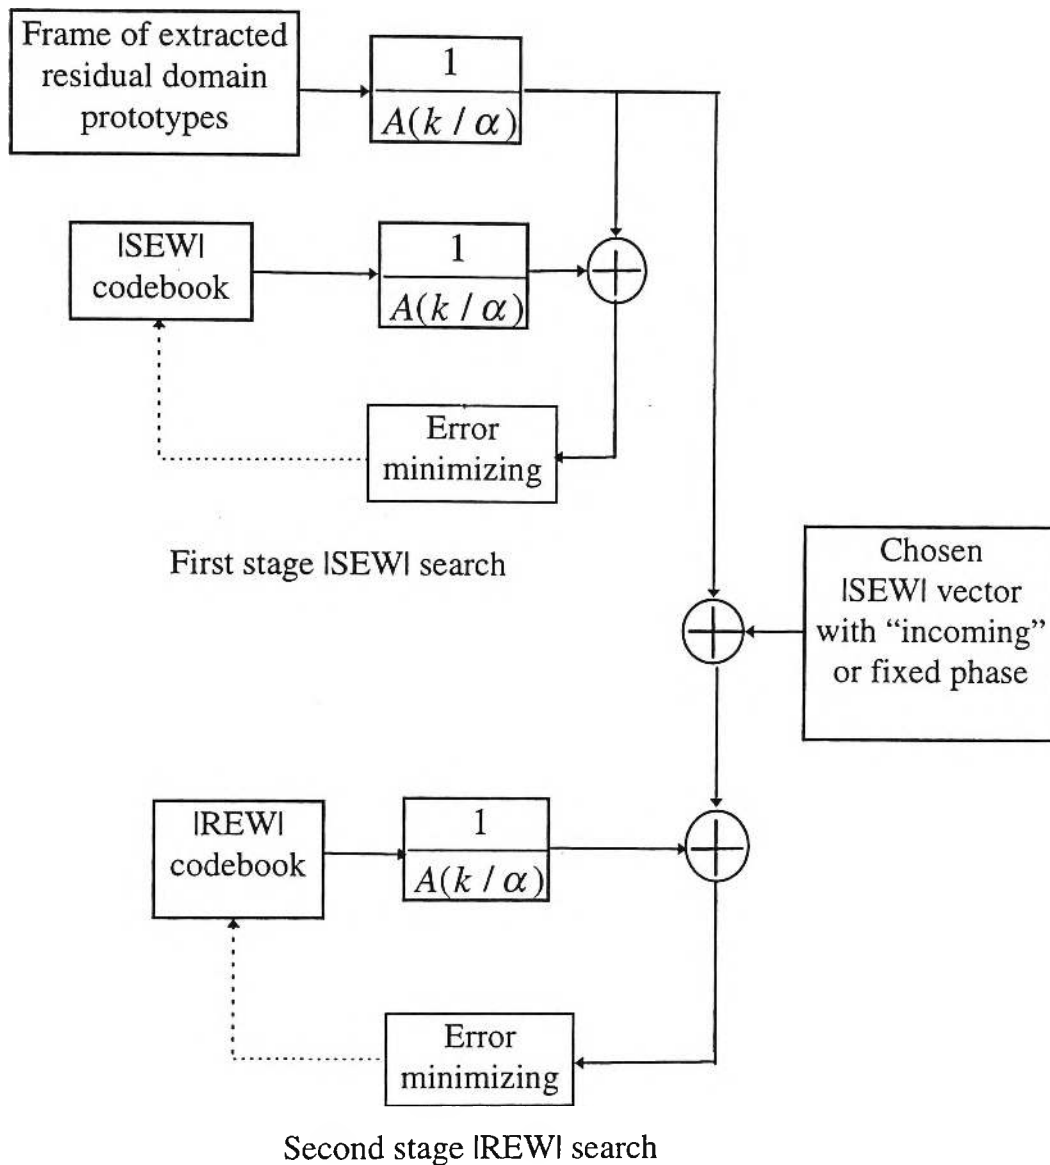 Frame of extracted
residual domain
prototypes
1
A(k / α)
|SEW|
codebook
1
A(k / α)
Error
minimizing
First stage |SEW| search
Chosen
|SEW| vector
with “incoming”
or fixed phase
|REW|
codebook
1
A(k / α)
Error
minimizing
Second stage |REW| search